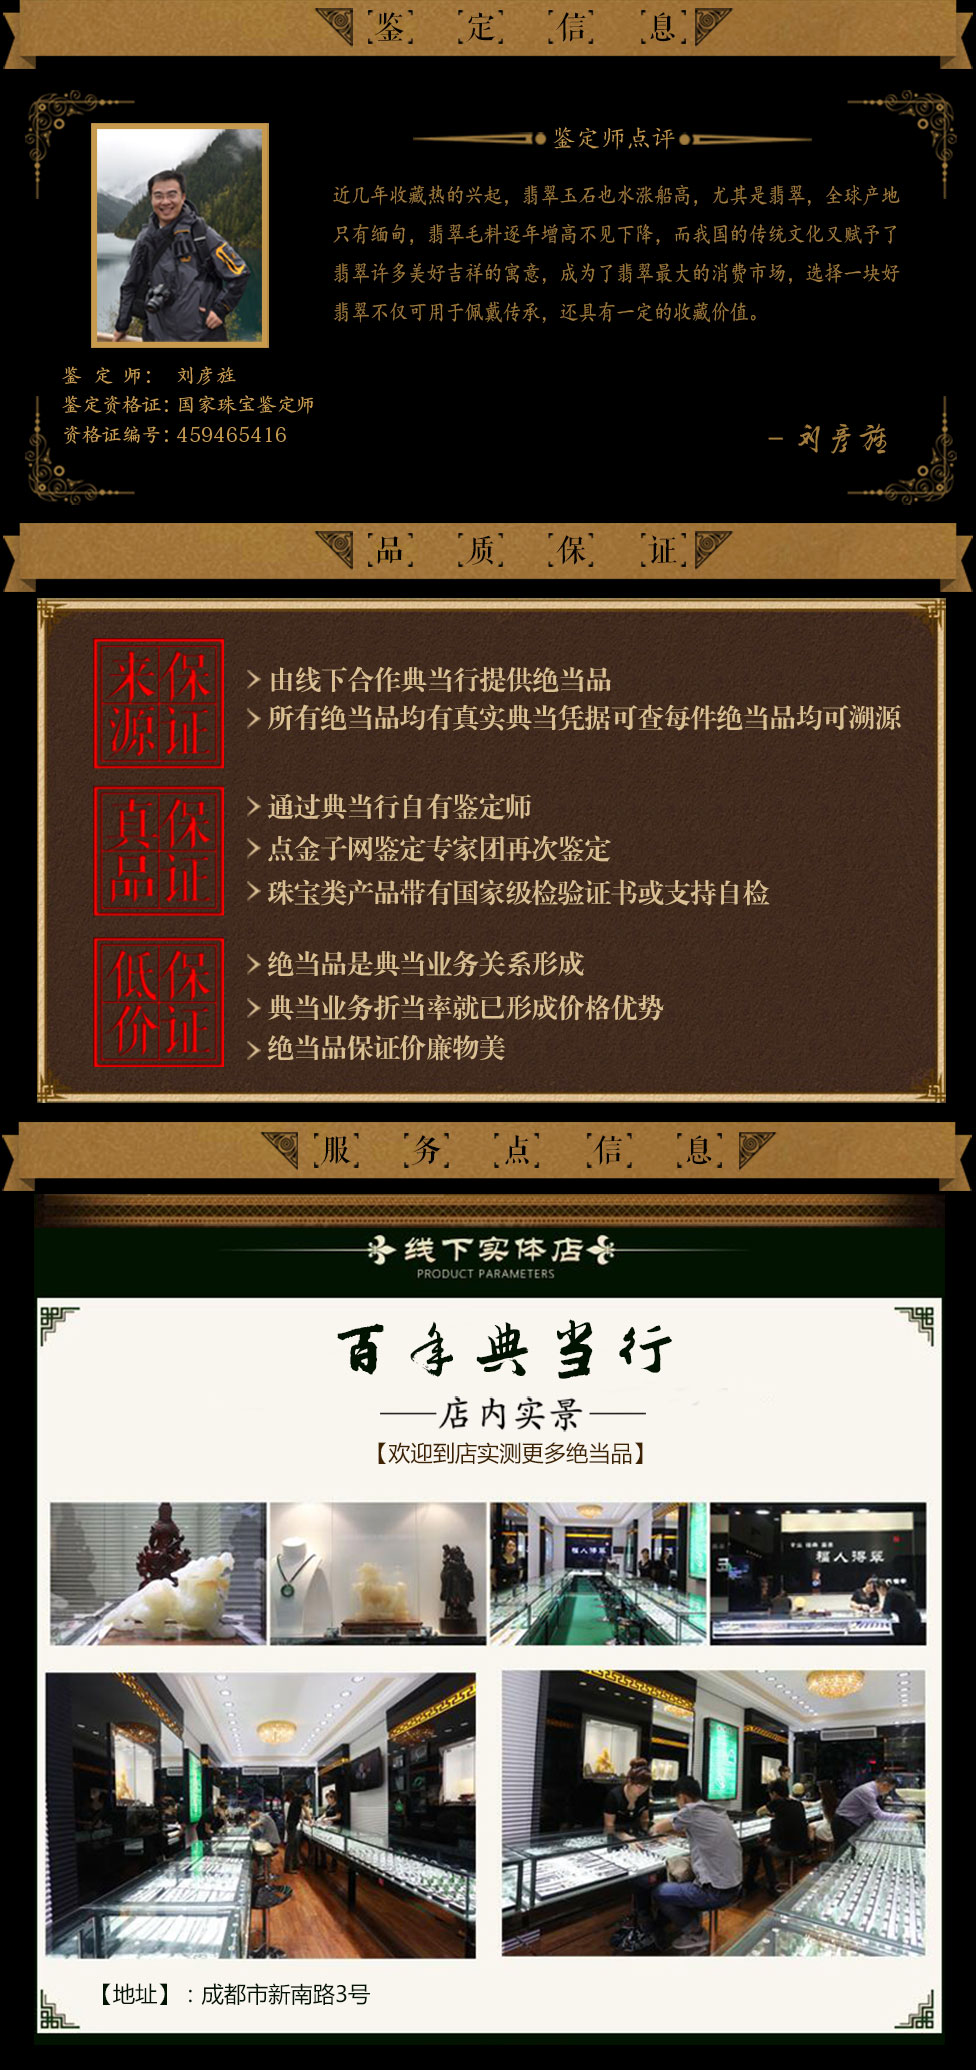 鉴定信息
鉴定师点评
近几年收藏热的兴起，翡翠玉石也水涨船高，尤其是翡翠，全球产地
只有缅甸，翡翠毛料逐年增高不见下降，而我国的传统文化又赋予了
翡翠许多美好吉祥的寓意，成为了翡翠最大的消费市场，选择一块好
翡翠不仅可用于佩戴传承，还具有一定的收藏价值。
鉴 定 师： 刘彦旌
鉴定资格证：国家珠宝鉴定师
资格证编号：459465416
– 刘彦旌
品质保证
来源保证
由线下合作典当行提供绝当品
所有绝当品均有真实典当凭据可查每件绝当品均可溯源
真品保证
通过典当行自有鉴定师
点金子网鉴定专家团再次鉴定
珠宝类产品带有国家级检验证书或支持自检
低价保证
绝当品是典当业务关系形成
典当业务折当率就已形成价格优势
绝当品保证价廉物美
服务点信息
线下实体店
PRODUCT PARAMETERS
百年典当行
店内实景
【欢迎到店实测更多绝当品】
福人得翠
【地址】：成都市新南路3号